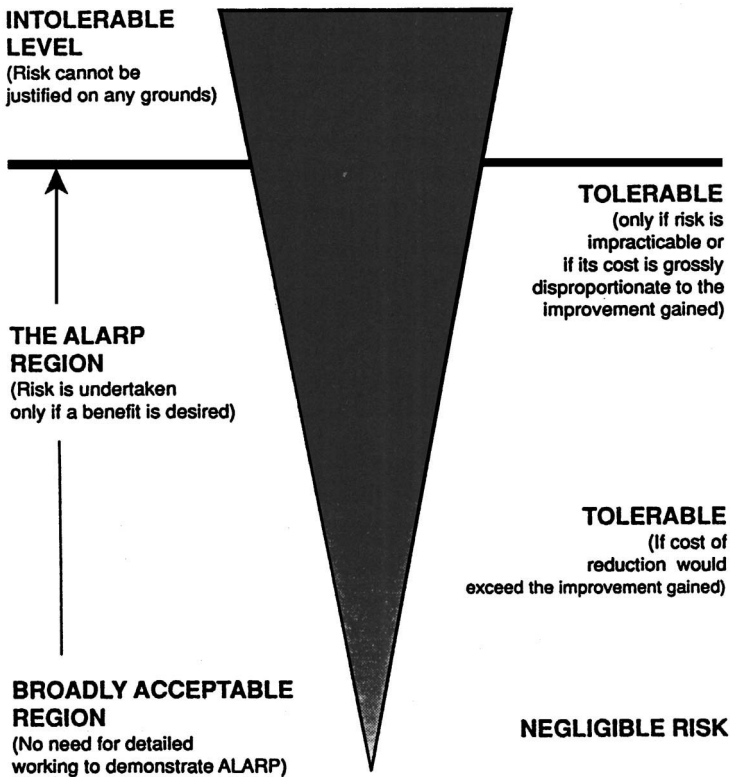 INTOLERABLE
LEVEL
(Risk cannot be
justified on any grounds)
TOLERABLE
(only if risk is
impracticable or
if its cost is grossly
disproportionate to the
improvement gained)
THE ALARP
REGION
(Risk is undertaken
only if a benefit is desired)
TOLERABLE
(If cost of
reduction would
exceed the improvement gained)
BROADLY ACCEPTABLE
REGION
(No need for detailed
working to demonstrate ALARP)
NEGLIGIBLE RISK